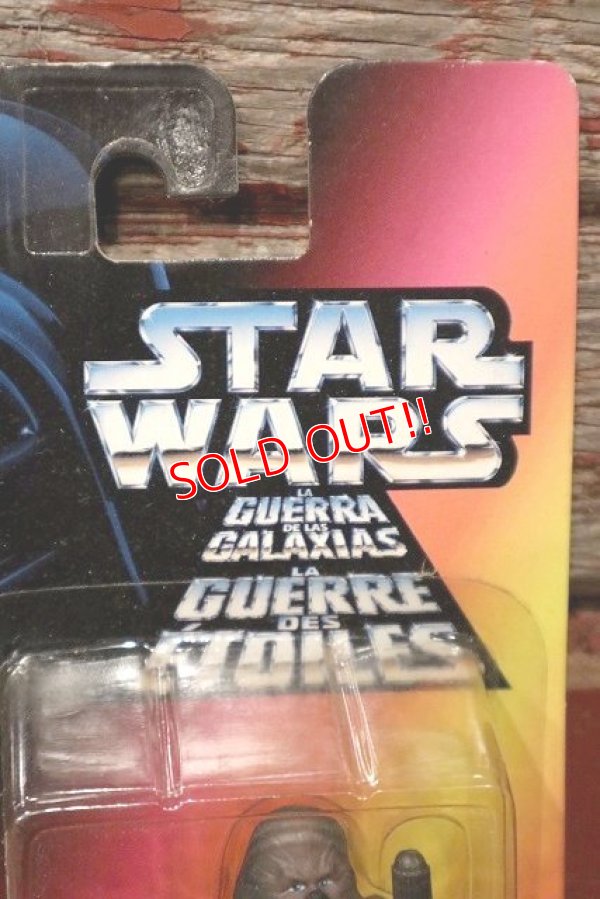 STAR
WARS
SOLD OUT!!
LA
GUERRA
DE LAS
GALAXIAS
LA
GUERRE
DES
ÉTOILES